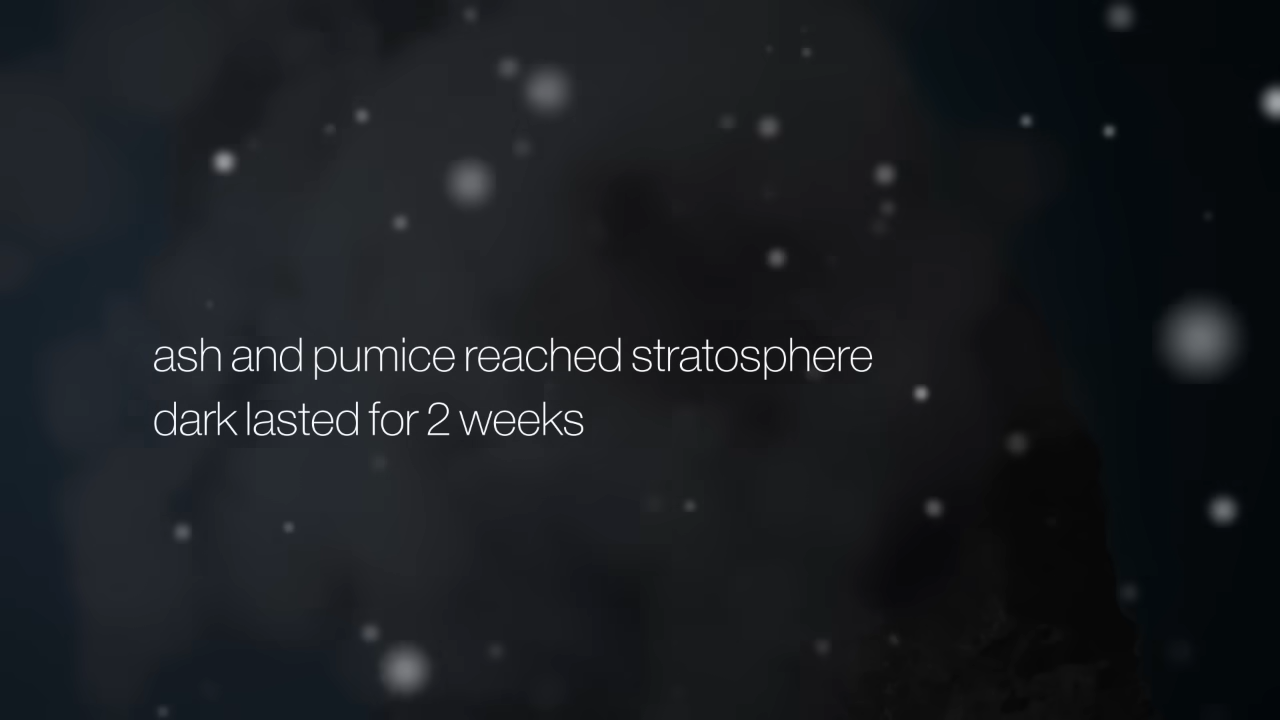 ash and pumice reached stratosphere
dark lasted for 2 weeks